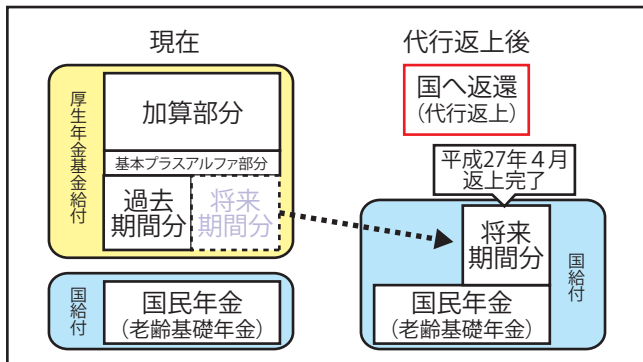 現在
厚生年金基金給付
加算部分
基本プラスアルファ部分
過去
期間分
将来
期間分
国給付
国民年金
(老齢基礎年金)
代行返上後
国へ返還
(代行返上)
平成27年４月
返上完了
将来
期間分
国給付
国民年金
(老齢基礎年金)